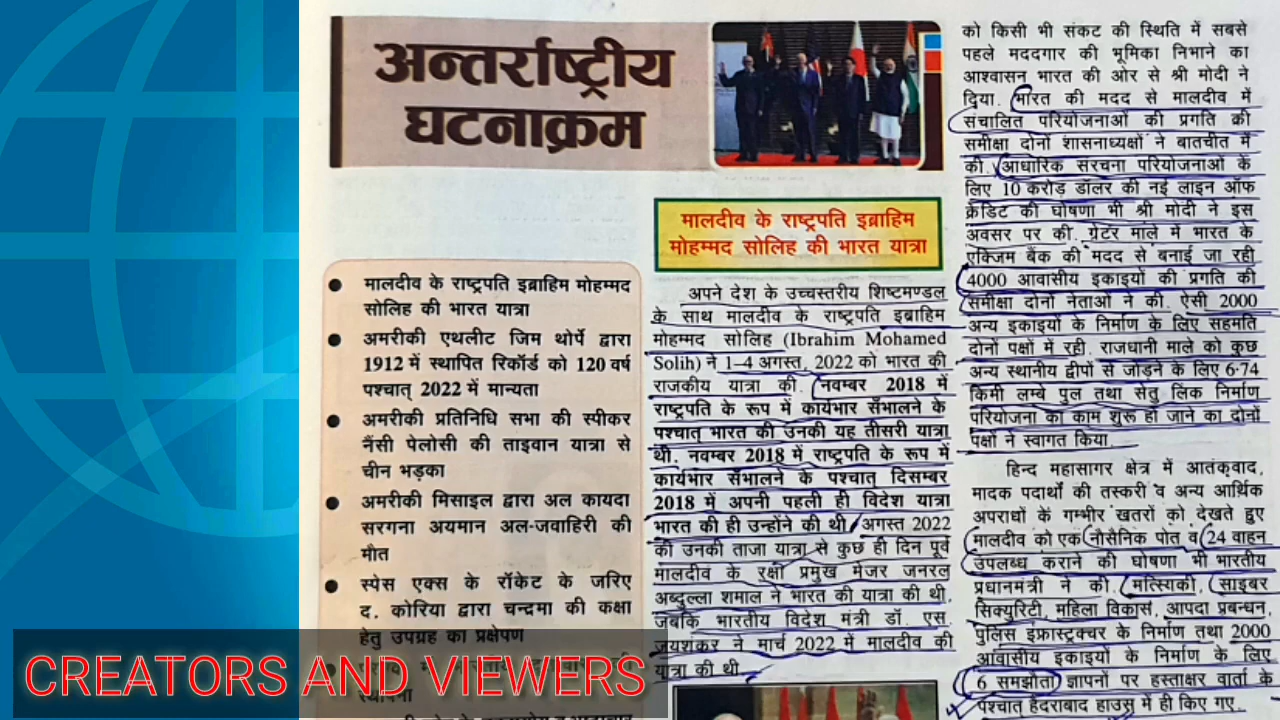 अन्तर्राष्ट्रीय
घटनाक्रम
मालदीव के राष्ट्रपति इब्राहिम मोहम्मद
सोलिह की भारत यात्रा
अमरीकी एथलीट जिम थोर्पे द्वारा
1912 में स्थापित रिकॉर्ड को 120 वर्ष
पश्चात् 2022 में मान्यता
अमरीकी प्रतिनिधि सभा की स्पीकर
नैंसी पेलोसी की ताइवान यात्रा से
चीन भड़का
अमरीकी मिसाइल द्वारा अल कायदा
सरगना अयमान अल-जवाहिरी की
मौत
स्पेस एक्स के रॉकेट के जरिए
द. कोरिया द्वारा चन्द्रमा की कक्षा
हेतु उपग्रह का प्रक्षेपण
CREATORS AND VIEWERS
मालदीव के राष्ट्रपति इब्राहिम
मोहम्मद सोलिह की भारत यात्रा
अपने देश के उच्चस्तरीय शिष्टमण्डल
के साथ मालदीव के राष्ट्रपति इब्राहिम
मोहम्मद सोलिह (Ibrahim Mohamed
Solih) ने 1–4 अगस्त, 2022 को भारत की
राजकीय यात्रा की. नवम्बर 2018 में
राष्ट्रपति के रूप में कार्यभार सँभालने के
पश्चात् भारत की उनकी यह तीसरी यात्रा
थी. नवम्बर 2018 में राष्ट्रपति के रूप में
कार्यभार सँभालने के पश्चात् दिसम्बर
2018 में अपनी पहली ही विदेश यात्रा
भारत की ही उन्होंने की थी. अगस्त 2022
की उनकी ताजा यात्रा से कुछ ही दिन पूर्व
मालदीव के रक्षा प्रमुख मेजर जनरल
अब्दुल्ला शमाल ने भारत की यात्रा की थी,
जबकि भारतीय विदेश मंत्री डॉ. एस.
जयशंकर ने मार्च 2022 में मालदीव की
यात्रा की थी.
को किसी भी संकट की स्थिति में सबसे
पहले मददगार की भूमिका निभाने का
आश्वासन भारत की ओर से श्री मोदी ने
दिया. भारत की मदद से मालदीव में
संचालित परियोजनाओं की प्रगति की
समीक्षा दोनों शासनाध्यक्षों ने बातचीत में
की. आधारिक संरचना परियोजनाओं के
लिए 10 करोड़ डॉलर की नई लाइन ऑफ
क्रेडिट की घोषणा भी श्री मोदी ने इस
अवसर पर की. ग्रेटर माले में भारत के
एक्जिम बैंक की मदद से बनाई जा रही
4000 आवासीय इकाइयों की प्रगति की
समीक्षा दोनों नेताओं ने की. ऐसी 2000
अन्य इकाइयों के निर्माण के लिए सहमति
दोनों पक्षों में रही. राजधानी माले को कुछ
अन्य स्थानीय द्वीपों से जोड़ने के लिए 6·74
किमी लम्बे पुल तथा सेतु लिंक निर्माण
परियोजना का काम शुरू हो जाने का दोनों
पक्षों ने स्वागत किया.
हिन्द महासागर क्षेत्र में आतंकवाद,
मादक पदार्थों की तस्करी व अन्य आर्थिक
अपराधों के गम्भीर खतरों को देखते हुए
मालदीव को एक नौसैनिक पोत व 24 वाहन
उपलब्ध कराने की घोषणा भी भारतीय
प्रधानमंत्री ने की. मत्स्यिकी, साइबर
सिक्युरिटी, महिला विकास, आपदा प्रबन्धन,
पुलिस इंफ्रास्ट्रक्चर के निर्माण तथा 2000
आवासीय इकाइयों के निर्माण के लिए
6 समझौता ज्ञापनों पर हस्ताक्षर वार्ता के
पश्चात् हैदराबाद हाउस में ही किए गए.